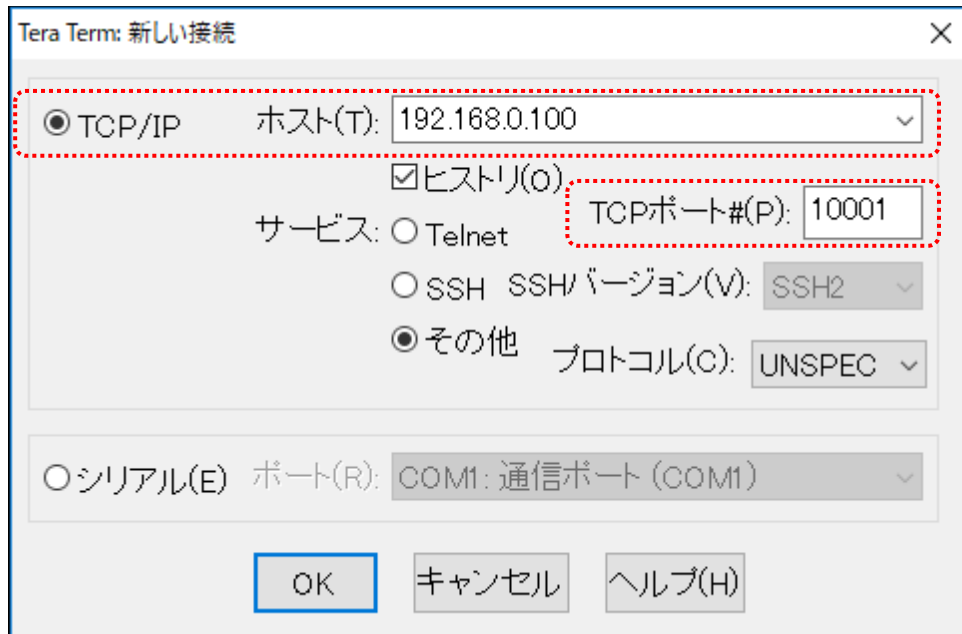 Tera Term: 新しい接続
TCP/IP ホスト(T): 192.168.0.100
ヒストリ(O)
サービス: Telnet TCPポート#(P): 10001
SSH SSHバージョン(V): SSH2
その他 プロトコル(C): UNSPEC
シリアル(E) ポート(R): COM1: 通信ポート (COM1)
OK キャンセル ヘルプ(H)